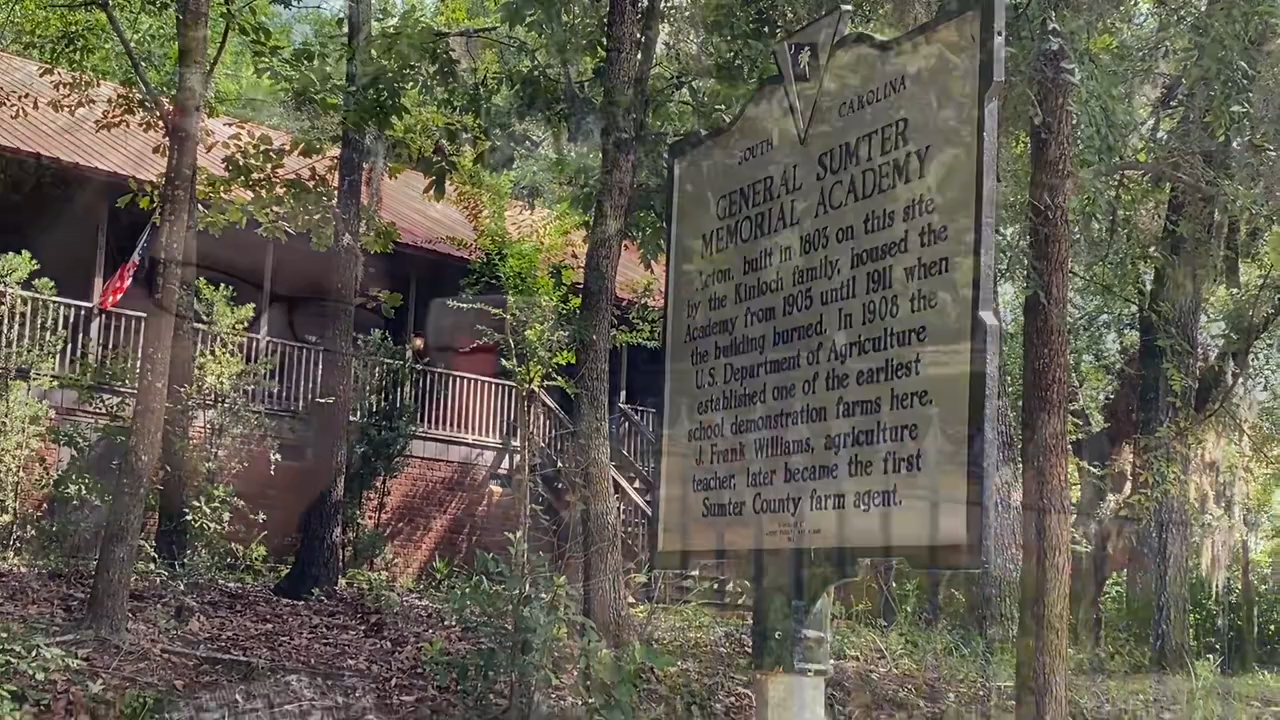 SOUTH CAROLINA
GENERAL SUMTER
MEMORIAL ACADEMY
Acton, built in 1803 on this site
by the Kinloch family, housed the
Academy from 1905 until 1911 when
the building burned. In 1908 the
U.S. Department of Agriculture
established one of the earliest
school demonstration farms here.
J. Frank Williams, agriculture
teacher, later became the first
Sumter County farm agent.